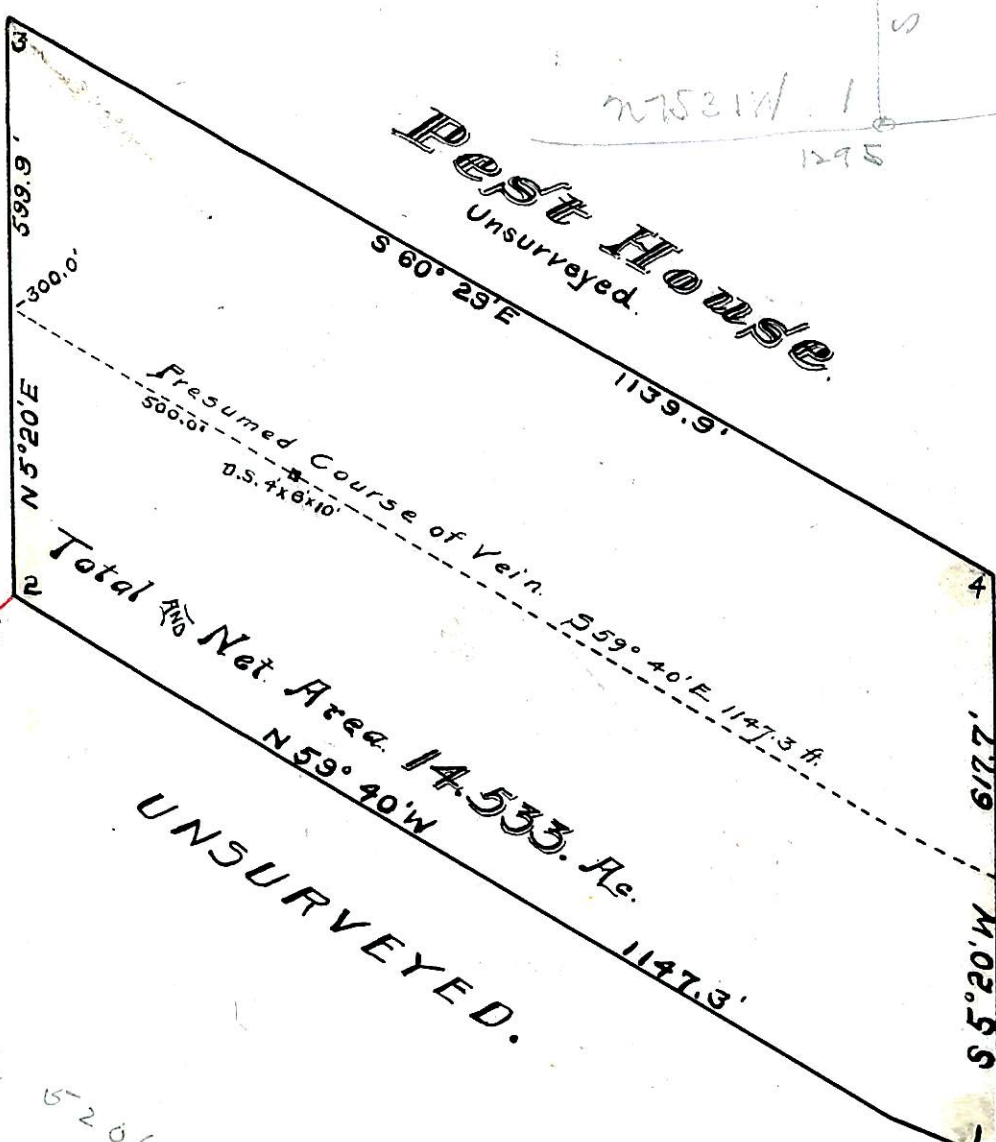 3
S
1
1295
Pest House.
Unsurveyed.
599.9'
S 60° 29'E
300.0'
1139.9'
N 5°20'E
Presumed Course of Vein. S 59° 40'E 1147.3 ft.
500.0'
D.S. 4x6x10'
2
4
Total AND Net Area. 14.533. Ac.
617.7'
N 59° 40'W
1147.3'
S 5°20'W
UNSURVEYED.
1